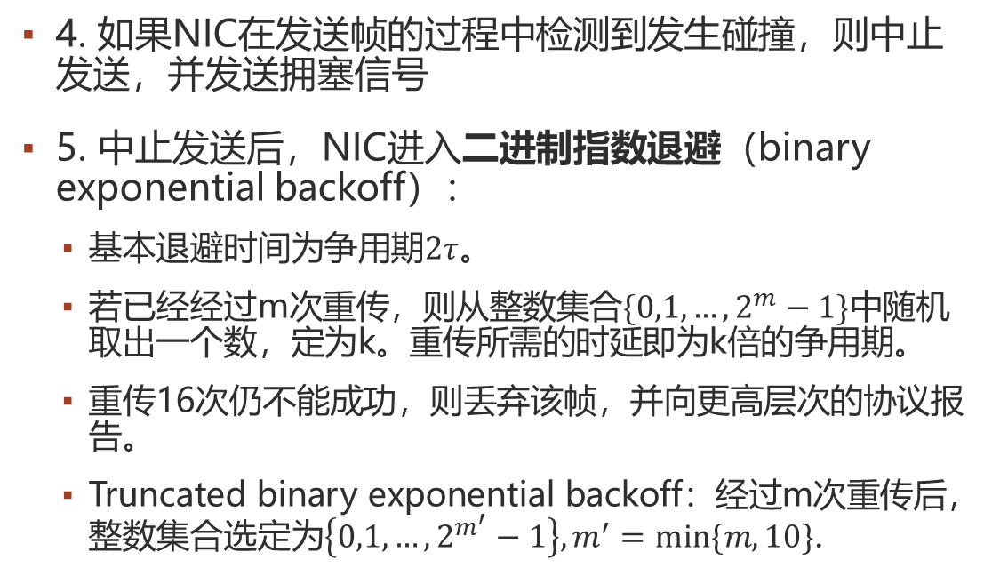 ▪ 4. 如果NIC在发送帧的过程中检测到发生碰撞，则中止
发送，并发送拥塞信号
▪ 5. 中止发送后，NIC进入二进制指数退避（binary
exponential backoff）：
▪ 基本退避时间为争用期2τ。
▪ 若已经经过m次重传，则从整数集合{0,1, … , 2^m − 1}中随机
取出一个数，定为k。重传所需的时延即为k倍的争用期。
▪ 重传16次仍不能成功，则丢弃该帧，并向更高层次的协议报
告。
▪ Truncated binary exponential backoff：经过m次重传后，
整数集合选定为{0,1, … , 2^m′ − 1}, m′ = min{m, 10}.